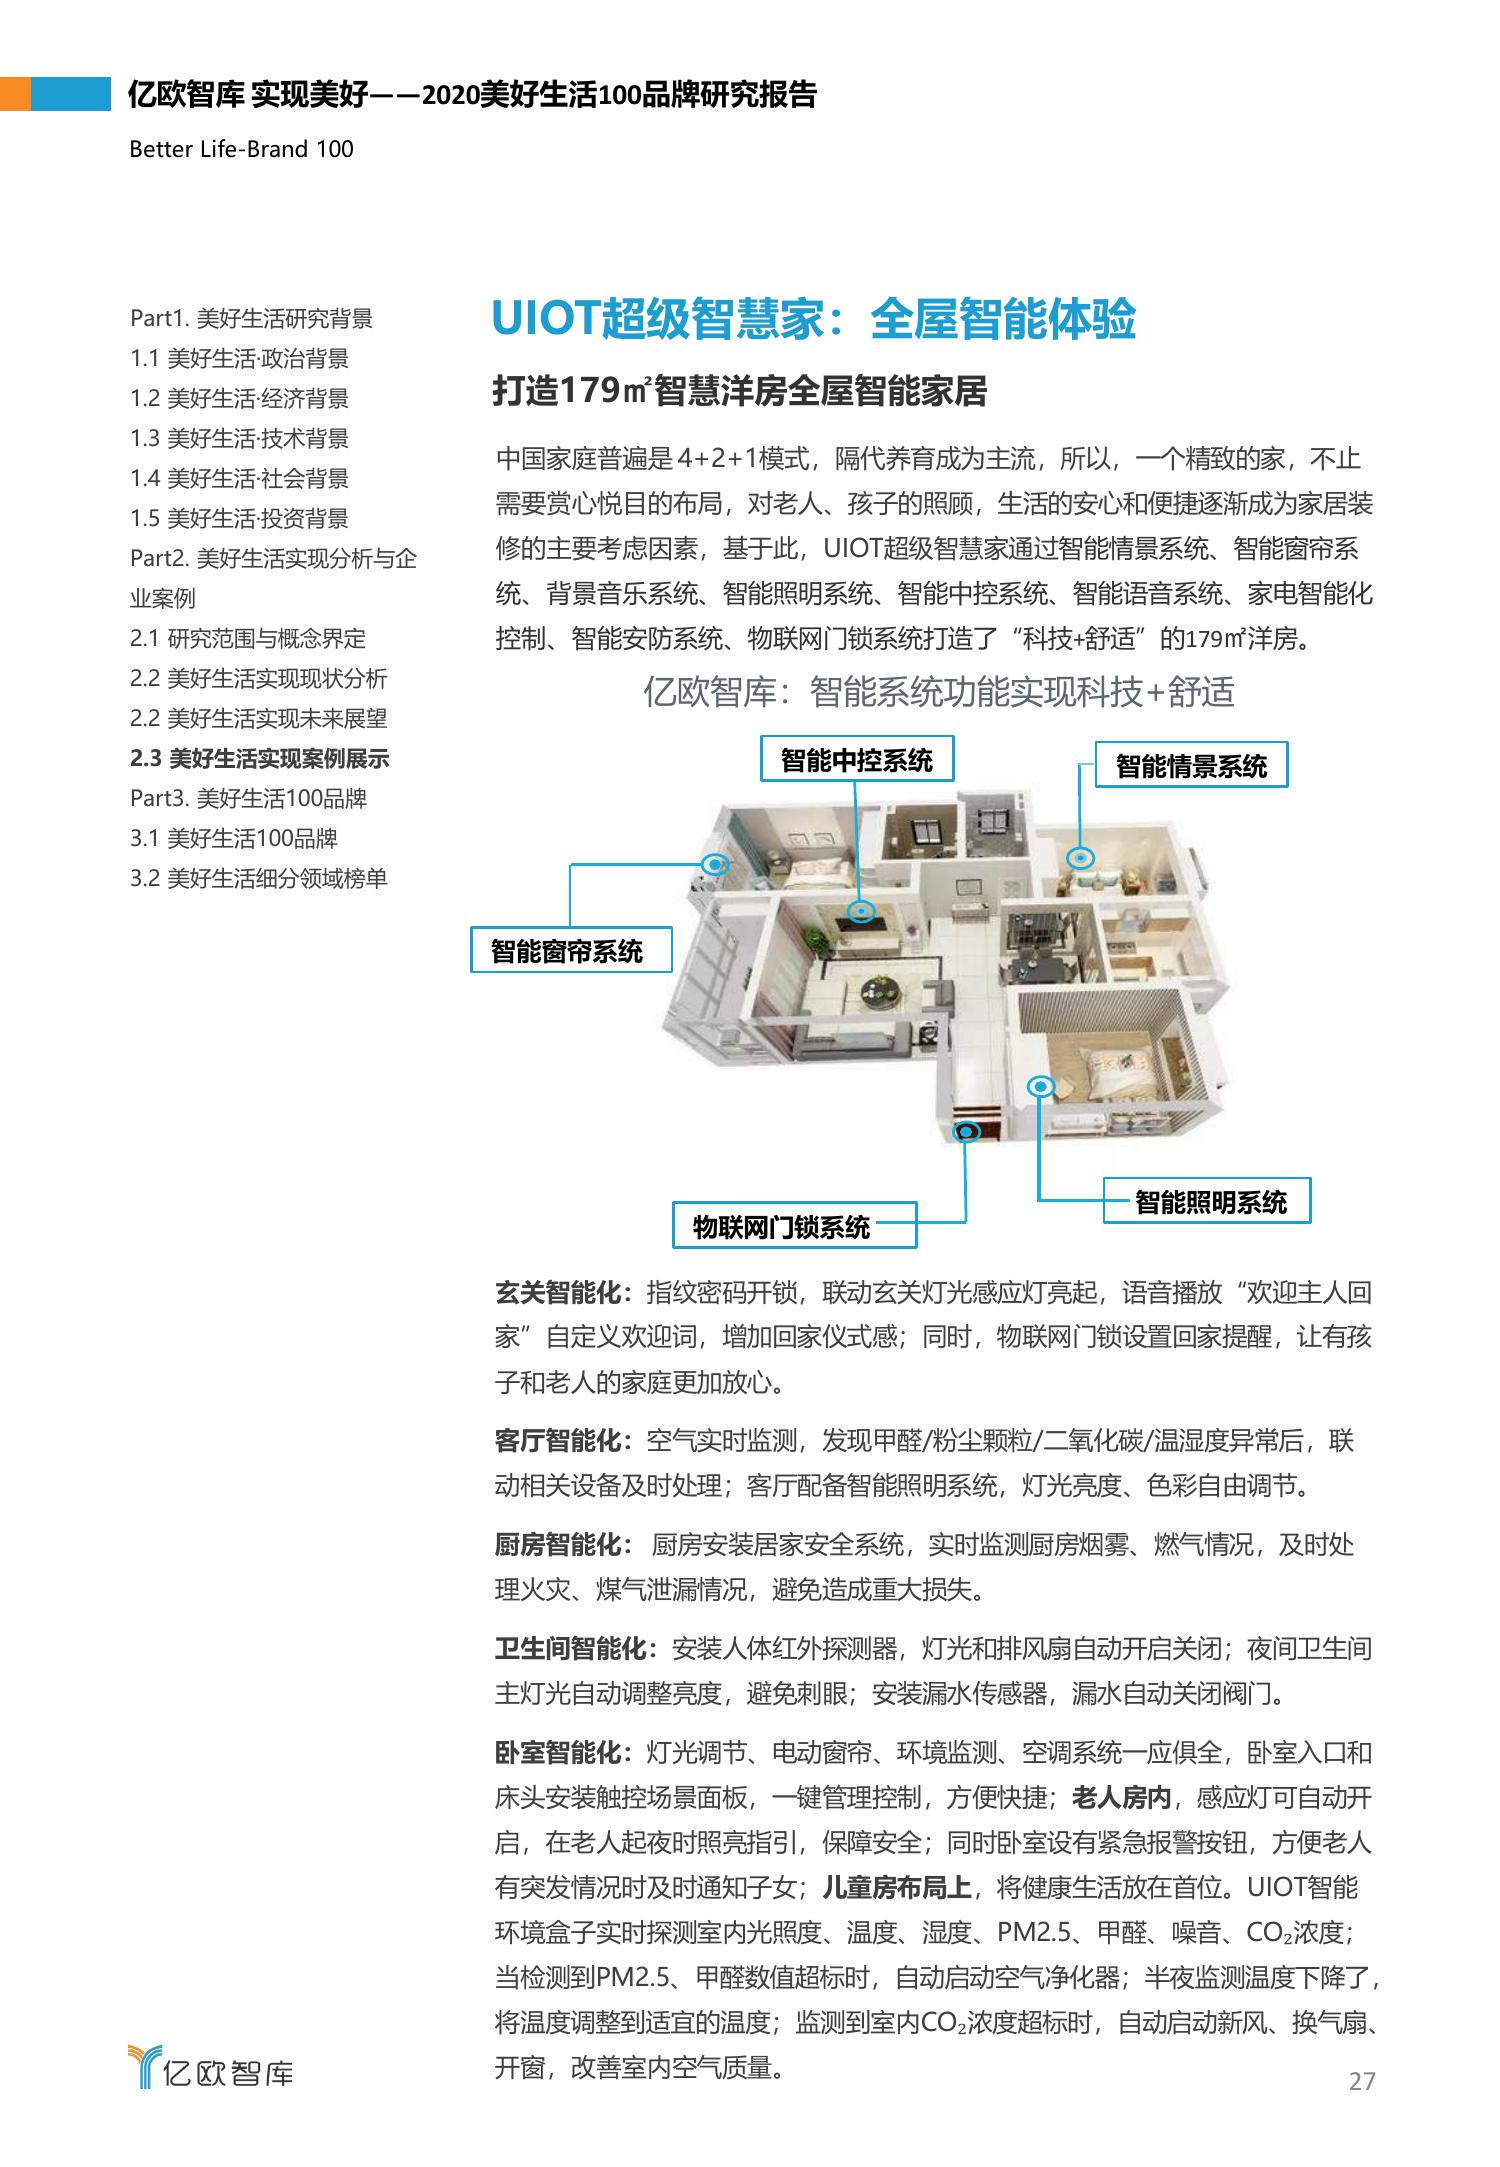 亿欧智库 实现美好——2020美好生活100品牌研究报告
Better Life-Brand 100
Part1. 美好生活研究背景
1.1 美好生活·政治背景
1.2 美好生活·经济背景
1.3 美好生活·技术背景
1.4 美好生活·社会背景
1.5 美好生活·投资背景
Part2. 美好生活实现分析与企
业案例
2.1 研究范围与概念界定
2.2 美好生活实现现状分析
2.2 美好生活实现未来展望
2.3 美好生活实现案例展示
Part3. 美好生活100品牌
3.1 美好生活100品牌
3.2 美好生活细分领域榜单
UIOT超级智慧家：全屋智能体验
打造179㎡智慧洋房全屋智能家居
中国家庭普遍是 4+2+1模式，隔代养育成为主流，所以，一个精致的家，不止
需要赏心悦目的布局，对老人、孩子的照顾，生活的安心和便捷逐渐成为家居装
修的主要考虑因素，基于此，UIOT超级智慧家通过智能情景系统、智能窗帘系
统、背景音乐系统、智能照明系统、智能中控系统、智能语音系统、家电智能化
控制、智能安防系统、物联网门锁系统打造了“科技+舒适”的179㎡洋房。
亿欧智库：智能系统功能实现科技+舒适
智能中控系统
智能情景系统
智能窗帘系统
智能照明系统
物联网门锁系统
玄关智能化：指纹密码开锁，联动玄关灯光感应灯亮起，语音播放“欢迎主人回
家”自定义欢迎词，增加回家仪式感；同时，物联网门锁设置回家提醒，让有孩
子和老人的家庭更加放心。
客厅智能化：空气实时监测，发现甲醛/粉尘颗粒/二氧化碳/温湿度异常后，联
动相关设备及时处理；客厅配备智能照明系统，灯光亮度、色彩自由调节。
厨房智能化： 厨房安装居家安全系统，实时监测厨房烟雾、燃气情况，及时处
理火灾、煤气泄漏情况，避免造成重大损失。
卫生间智能化：安装人体红外探测器，灯光和排风扇自动开启关闭；夜间卫生间
主灯光自动调整亮度，避免刺眼；安装漏水传感器，漏水自动关闭阀门。
卧室智能化：灯光调节、电动窗帘、环境监测、空调系统一应俱全，卧室入口和
床头安装触控场景面板，一键管理控制，方便快捷；老人房内，感应灯可自动开
启，在老人起夜时照亮指引，保障安全；同时卧室设有紧急报警按钮，方便老人
有突发情况时及时通知子女；儿童房布局上，将健康生活放在首位。UIOT智能
环境盒子实时探测室内光照度、温度、湿度、PM2.5、甲醛、噪音、CO₂浓度；
当检测到PM2.5、甲醛数值超标时，自动启动空气净化器；半夜监测温度下降了，
将温度调整到适宜的温度；监测到室内CO₂浓度超标时，自动启动新风、换气扇、
开窗，改善室内空气质量。
亿欧智库
27